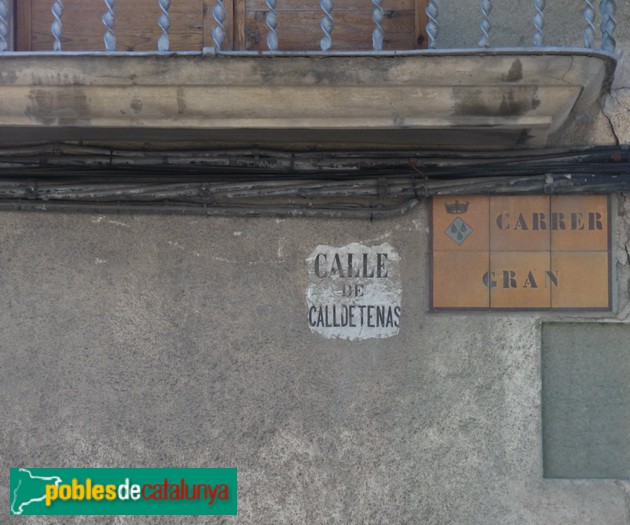 CALLE
DE
CALLDETENAS
CARRER
GRAN
poblesdecatalunya